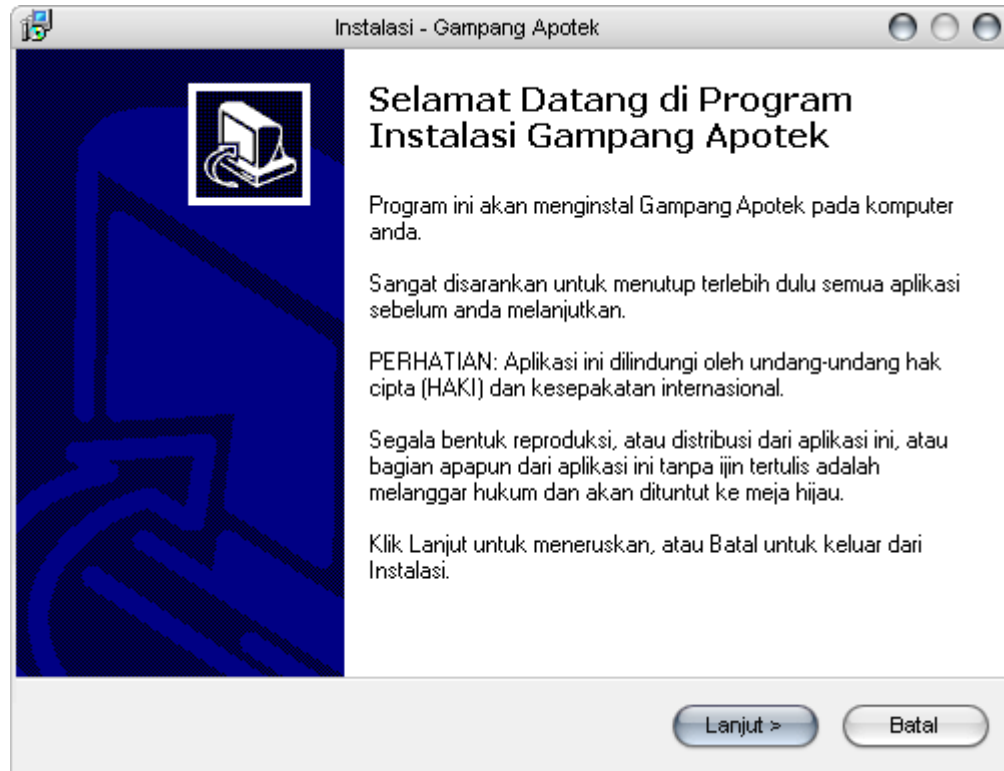 Instalasi - Gampang Apotek
Selamat Datang di Program
Instalasi Gampang Apotek
Program ini akan menginstal Gampang Apotek pada komputer
anda.
Sangat disarankan untuk menutup terlebih dulu semua aplikasi
sebelum anda melanjutkan.
PERHATIAN: Aplikasi ini dilindungi oleh undang-undang hak
cipta (HAKI) dan kesepakatan internasional.
Segala bentuk reproduksi, atau distribusi dari aplikasi ini, atau
bagian apapun dari aplikasi ini tanpa ijin tertulis adalah
melanggar hukum dan akan dituntut ke meja hijau.
Klik Lanjut untuk meneruskan, atau Batal untuk keluar dari
Instalasi.
Lanjut > Batal